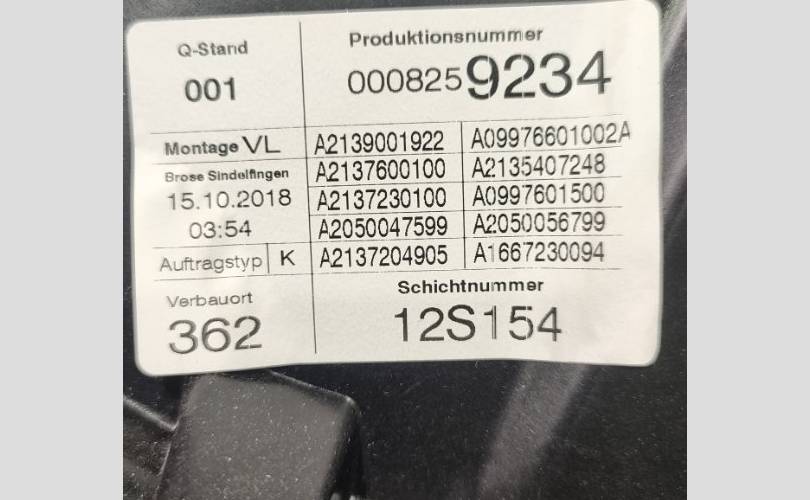 Q-Stand
001
Produktionsnummer
0008259234
Montage VL
Brose Sindelfingen
15.10.2018
03:54
Auftragstyp K
A2139001922 A09976601002A
A2137600100 A2135407248
A2137230100 A0997601500
A2050047599 A2050056799
A2137204905 A1667230094
Verbauort
362
Schichtnummer
12S154